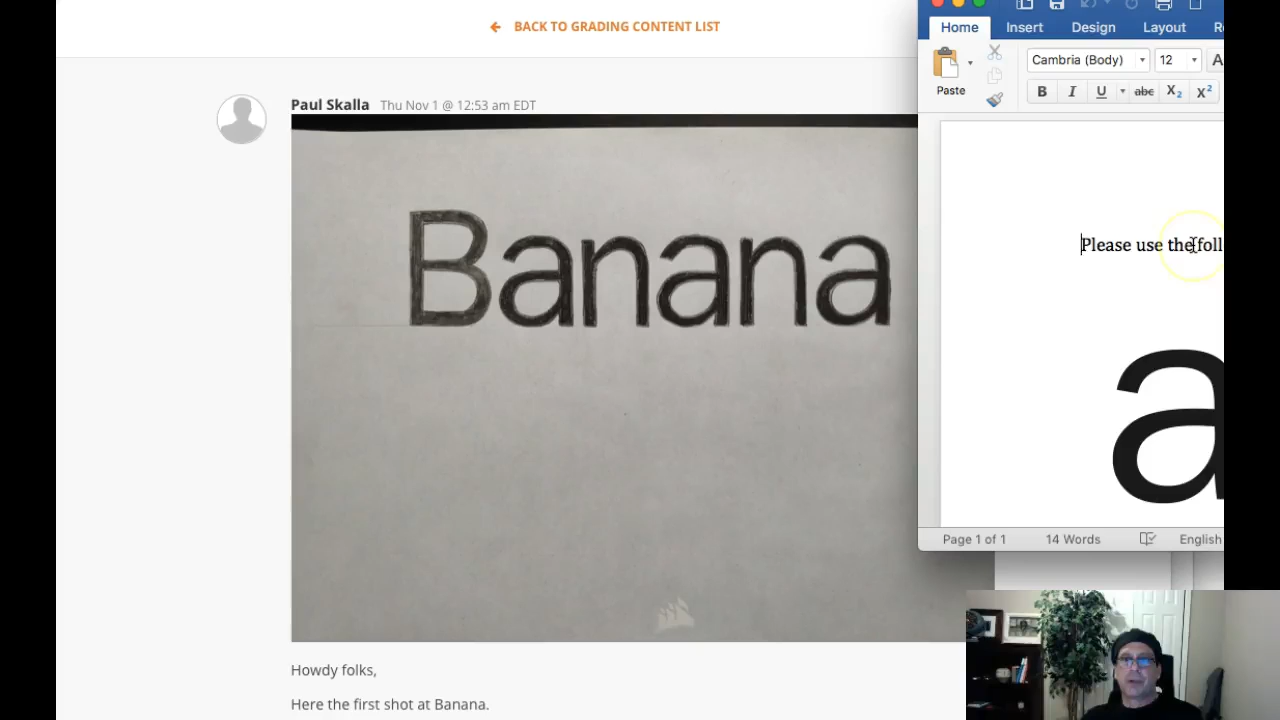 BACK TO GRADING CONTENT LIST
Paul Skalla Thu Nov 1 @ 12:53 am EDT
Banana
Howdy folks,
Here the first shot at Banana.
Home Insert Design Layout
Paste
Cambria (Body) 12 A
B I U abc X₂ X²
Please use the foll
a
Page 1 of 1 14 Words English